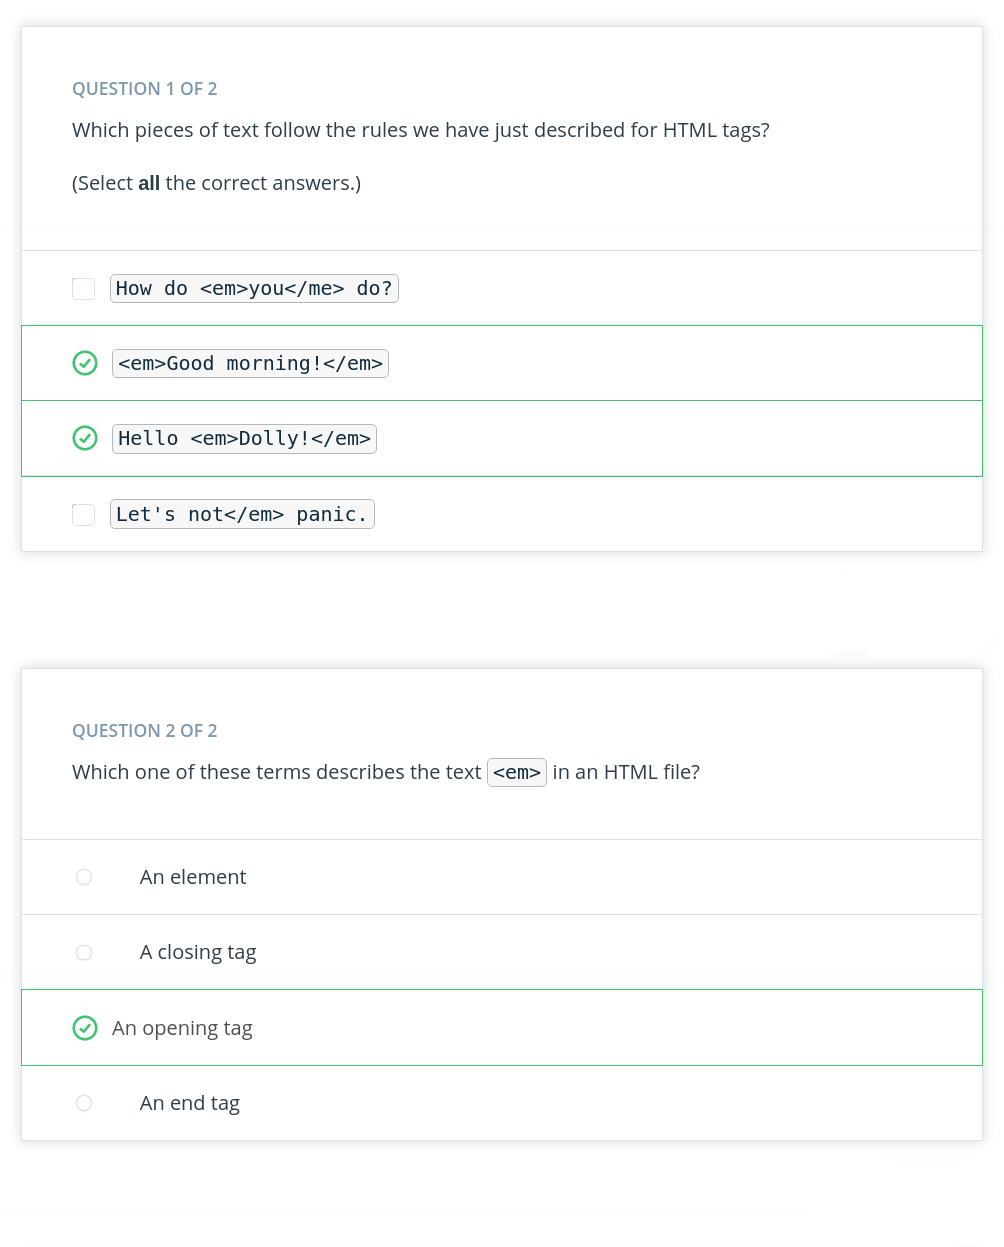 QUESTION 1 OF 2
Which pieces of text follow the rules we have just described for HTML tags?
(Select all the correct answers.)
How do <em>you</me> do?
<em>Good morning!</em>
Hello <em>Dolly!</em>
Let's not</em> panic.
QUESTION 2 OF 2
Which one of these terms describes the text <em> in an HTML file?
An element
A closing tag
An opening tag
An end tag